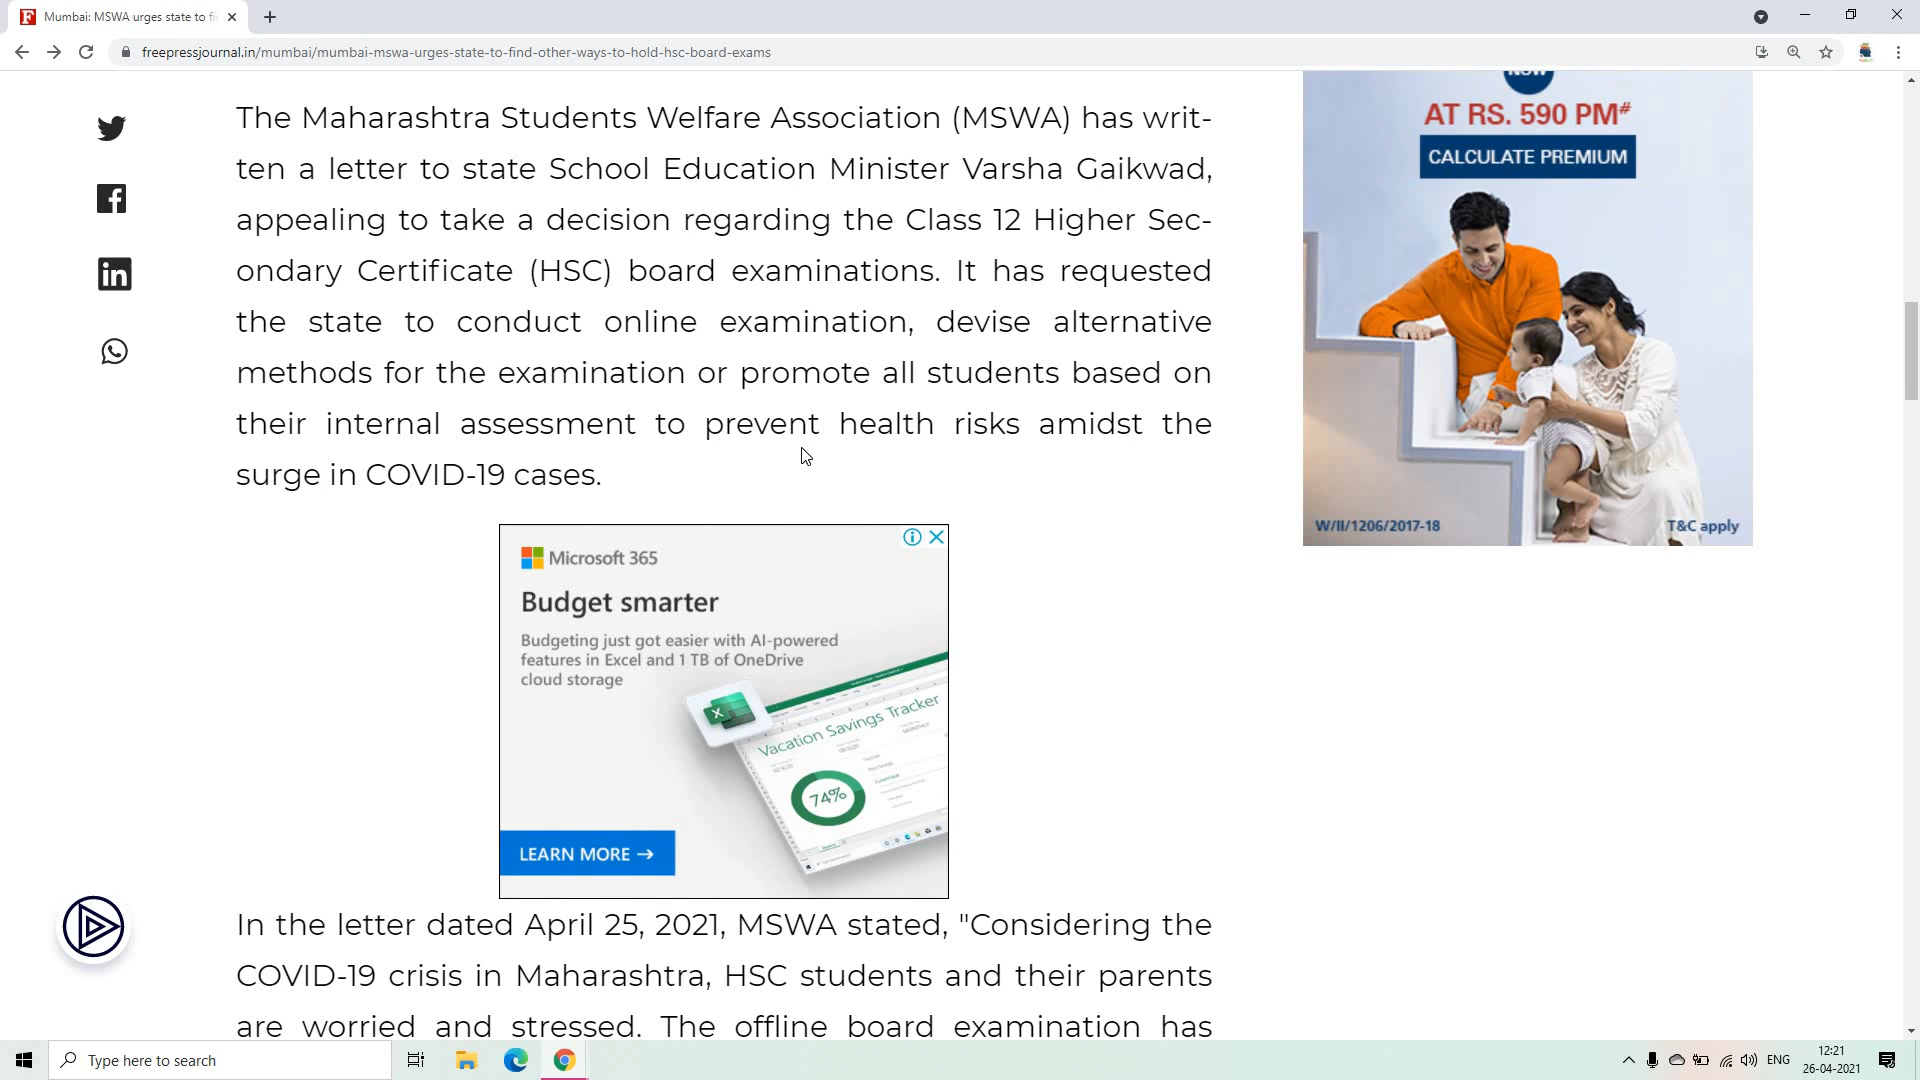 Mumbai: MSWA urges state to fi
freepressjournal.in/mumbai/mumbai-mswa-urges-state-to-find-other-ways-to-hold-hsc-board-exams
The Maharashtra Students Welfare Association (MSWA) has writ-
ten a letter to state School Education Minister Varsha Gaikwad,
appealing to take a decision regarding the Class 12 Higher Sec-
ondary Certificate (HSC) board examinations. It has requested
the state to conduct online examination, devise alternative
methods for the examination or promote all students based on
their internal assessment to prevent health risks amidst the
surge in COVID-19 cases.
NOW
AT RS. 590 PM#
CALCULATE PREMIUM
W/II/1206/2017-18
T&C apply
Microsoft 365
Budget smarter
Budgeting just got easier with AI-powered
features in Excel and 1 TB of OneDrive
cloud storage
Vacation Savings Tracker
74%
LEARN MORE →
In the letter dated April 25, 2021, MSWA stated, "Considering the
COVID-19 crisis in Maharashtra, HSC students and their parents
are worried and stressed. The offline board examination has
Type here to search
ENG
12:21
26-04-2021